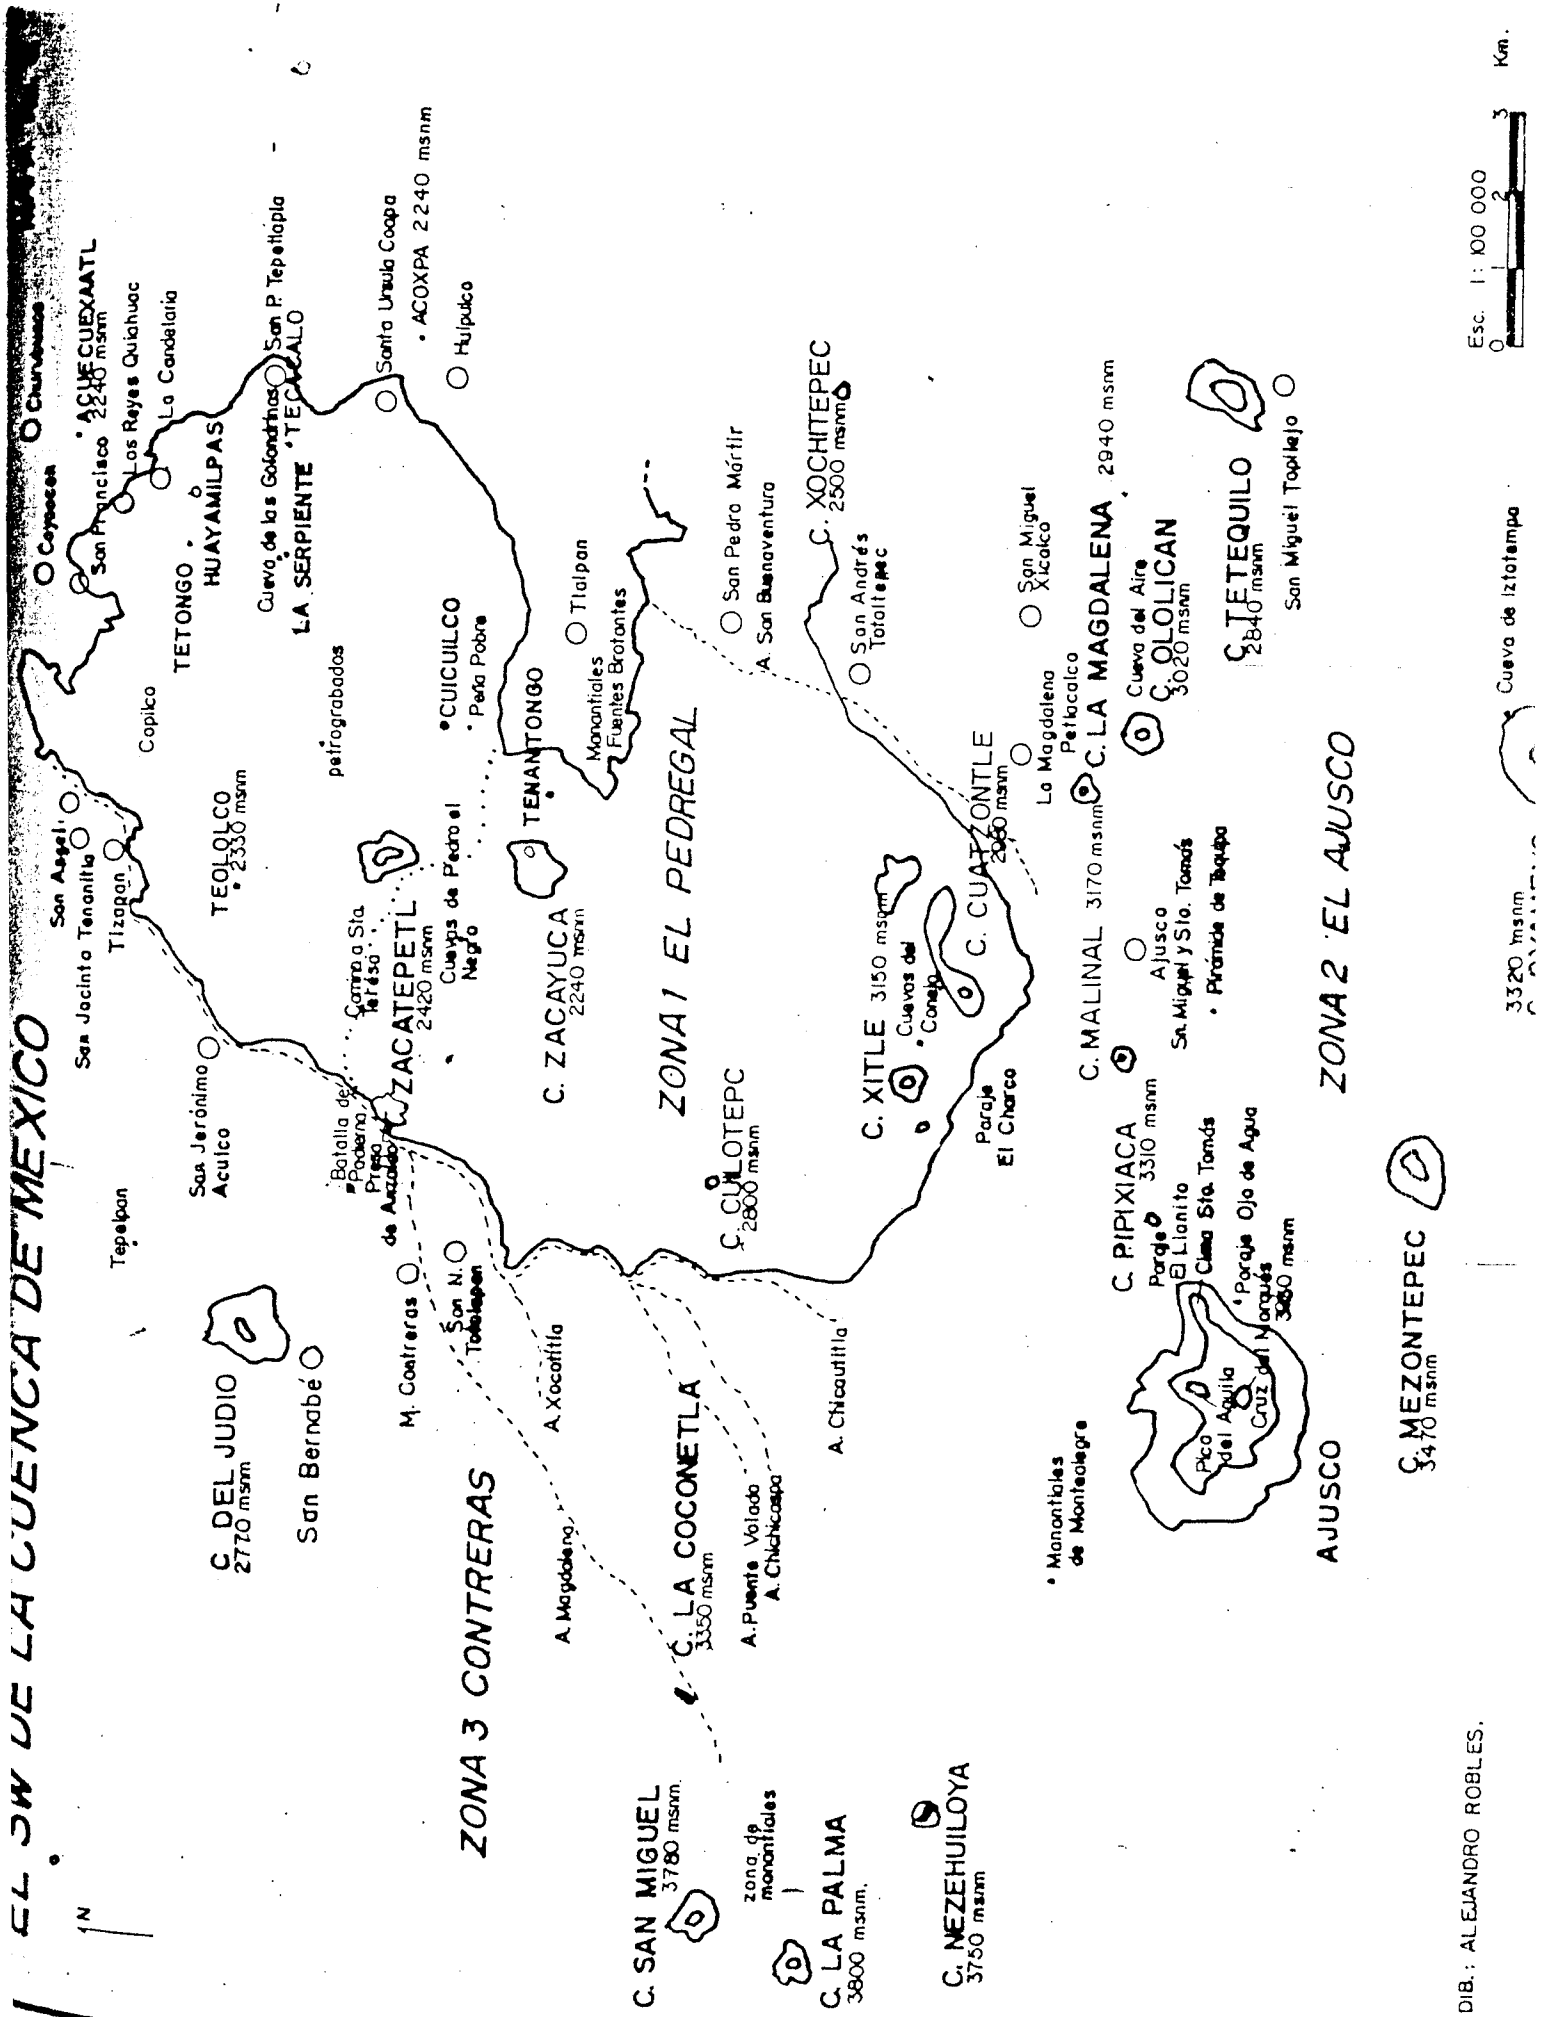 EL SW DE LA CUENCA DE MEXICO
N
Coyoacan
Churubusco
San Francisco
ACUECUEXAATL
2240 msnm
Los Reyes Quiahuac
La Candelaria
San Angel
San Jacinto Tenanitla
Tizapan
Copilco
TETONGO
HUAYAMILPAS
Cueva de las Golondrinas
San P. Tepetlapla
TECACALO
LA SERPIENTE
Tepelpan
San Jerónimo
Aculco
TEOLOLCO
2330 msnm
petrograbados
Santa Ursula Coapa
ACOXPA 2240 msnm
Hulpulco
C. DEL JUDIO
2770 msnm
San Bernabé
Batalla de
Padierna
Presa
de Anzaldo
Camino a Sta.
Teresa
ZACATEPETL
2420 msnm
Cuevas de Pedro el
Negro
CUICUILCO
Peña Pobre
M. Contreras
San N.
Totolapan
ZONA 3 CONTRERAS
C. ZACAYUCA
2240 msnm
TENANTONGO
Tlalpan
Manantiales
Fuentes Brotantes
A. Xocotitla
A. Magdalena
ZONA 1 EL PEDREGAL
C. SAN MIGUEL
3780 msnm.
C. LA COCONETLA
3350 msnm
C. CUILOTEPC
2800 msnm
San Pedro Mártir
A. San Buenaventura
zona de
manantiales
A. Puente Volado
A. Chichicaspa
A. Chicautitla
C. LA PALMA
3800 msnm.
C. XOCHITEPEC
2500 msnm
San Andrés
Totoltepec
C. XITLE 3150 msnm
Cuevas del
Conejo
C. CUATZONTLE
2980 msnm
Paraje
El Charco
C. NEZEHUILOYA
3750 msnm
San Miguel
Xicalco
La Magdalena
Petlacalco
Manantiales
de Montealegre
C. MALINAL 3170 msnm
C. LA MAGDALENA 2940 msnm
C. PIPIXIACA
3310 msnm
Paraje
El Llanito
Cima Sto. Tomás
Paraje Ojo de Agua
Ajusco
Sn. Miguel y Sto. Tomás
Pirámide de Tequipa
Cueva del Aire
C. OLOLICAN
3020 msnm
C. TETEQUILO
2840 msnm
San Miguel Topilejo
Pico
del Aguila
Cruz del Marqués
AJUSCO
ZONA 2 EL AJUSCO
C. MEZONTEPEC
3470 msnm
Cueva de Iztotempa
3320 msnm
Esc. 1 : 100 000
0 1 2 3 Km.
DIB. : ALEJANDRO ROBLES.